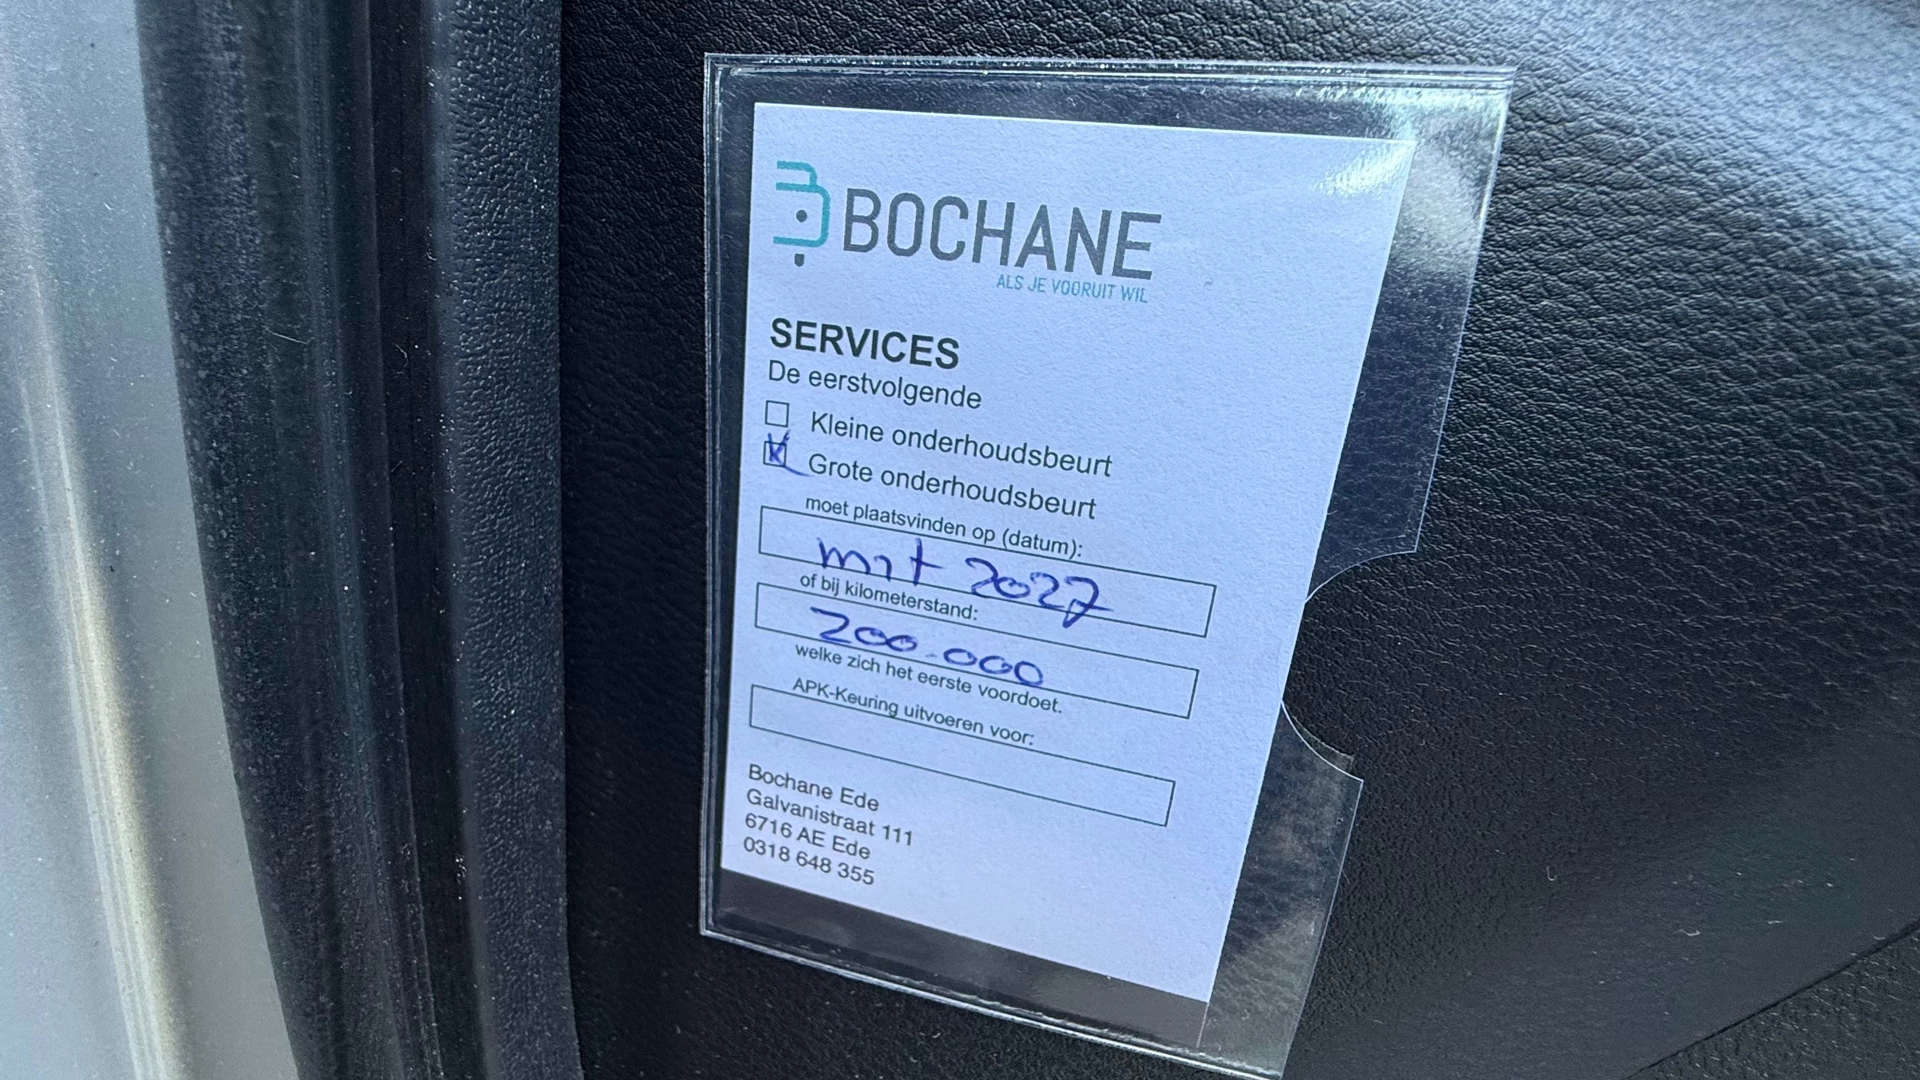 BOCHANE
ALS JE VOORUIT WIL
SERVICES
De eerstvolgende
Kleine onderhoudsbeurt
Grote onderhoudsbeurt
moet plaatsvinden op (datum):
mrt 2027
of bij kilometerstand:
200.000
welke zich het eerste voordoet.
APK-Keuring uitvoeren voor:
Bochane Ede
Galvanistraat 111
6716 AE Ede
0318 648 355